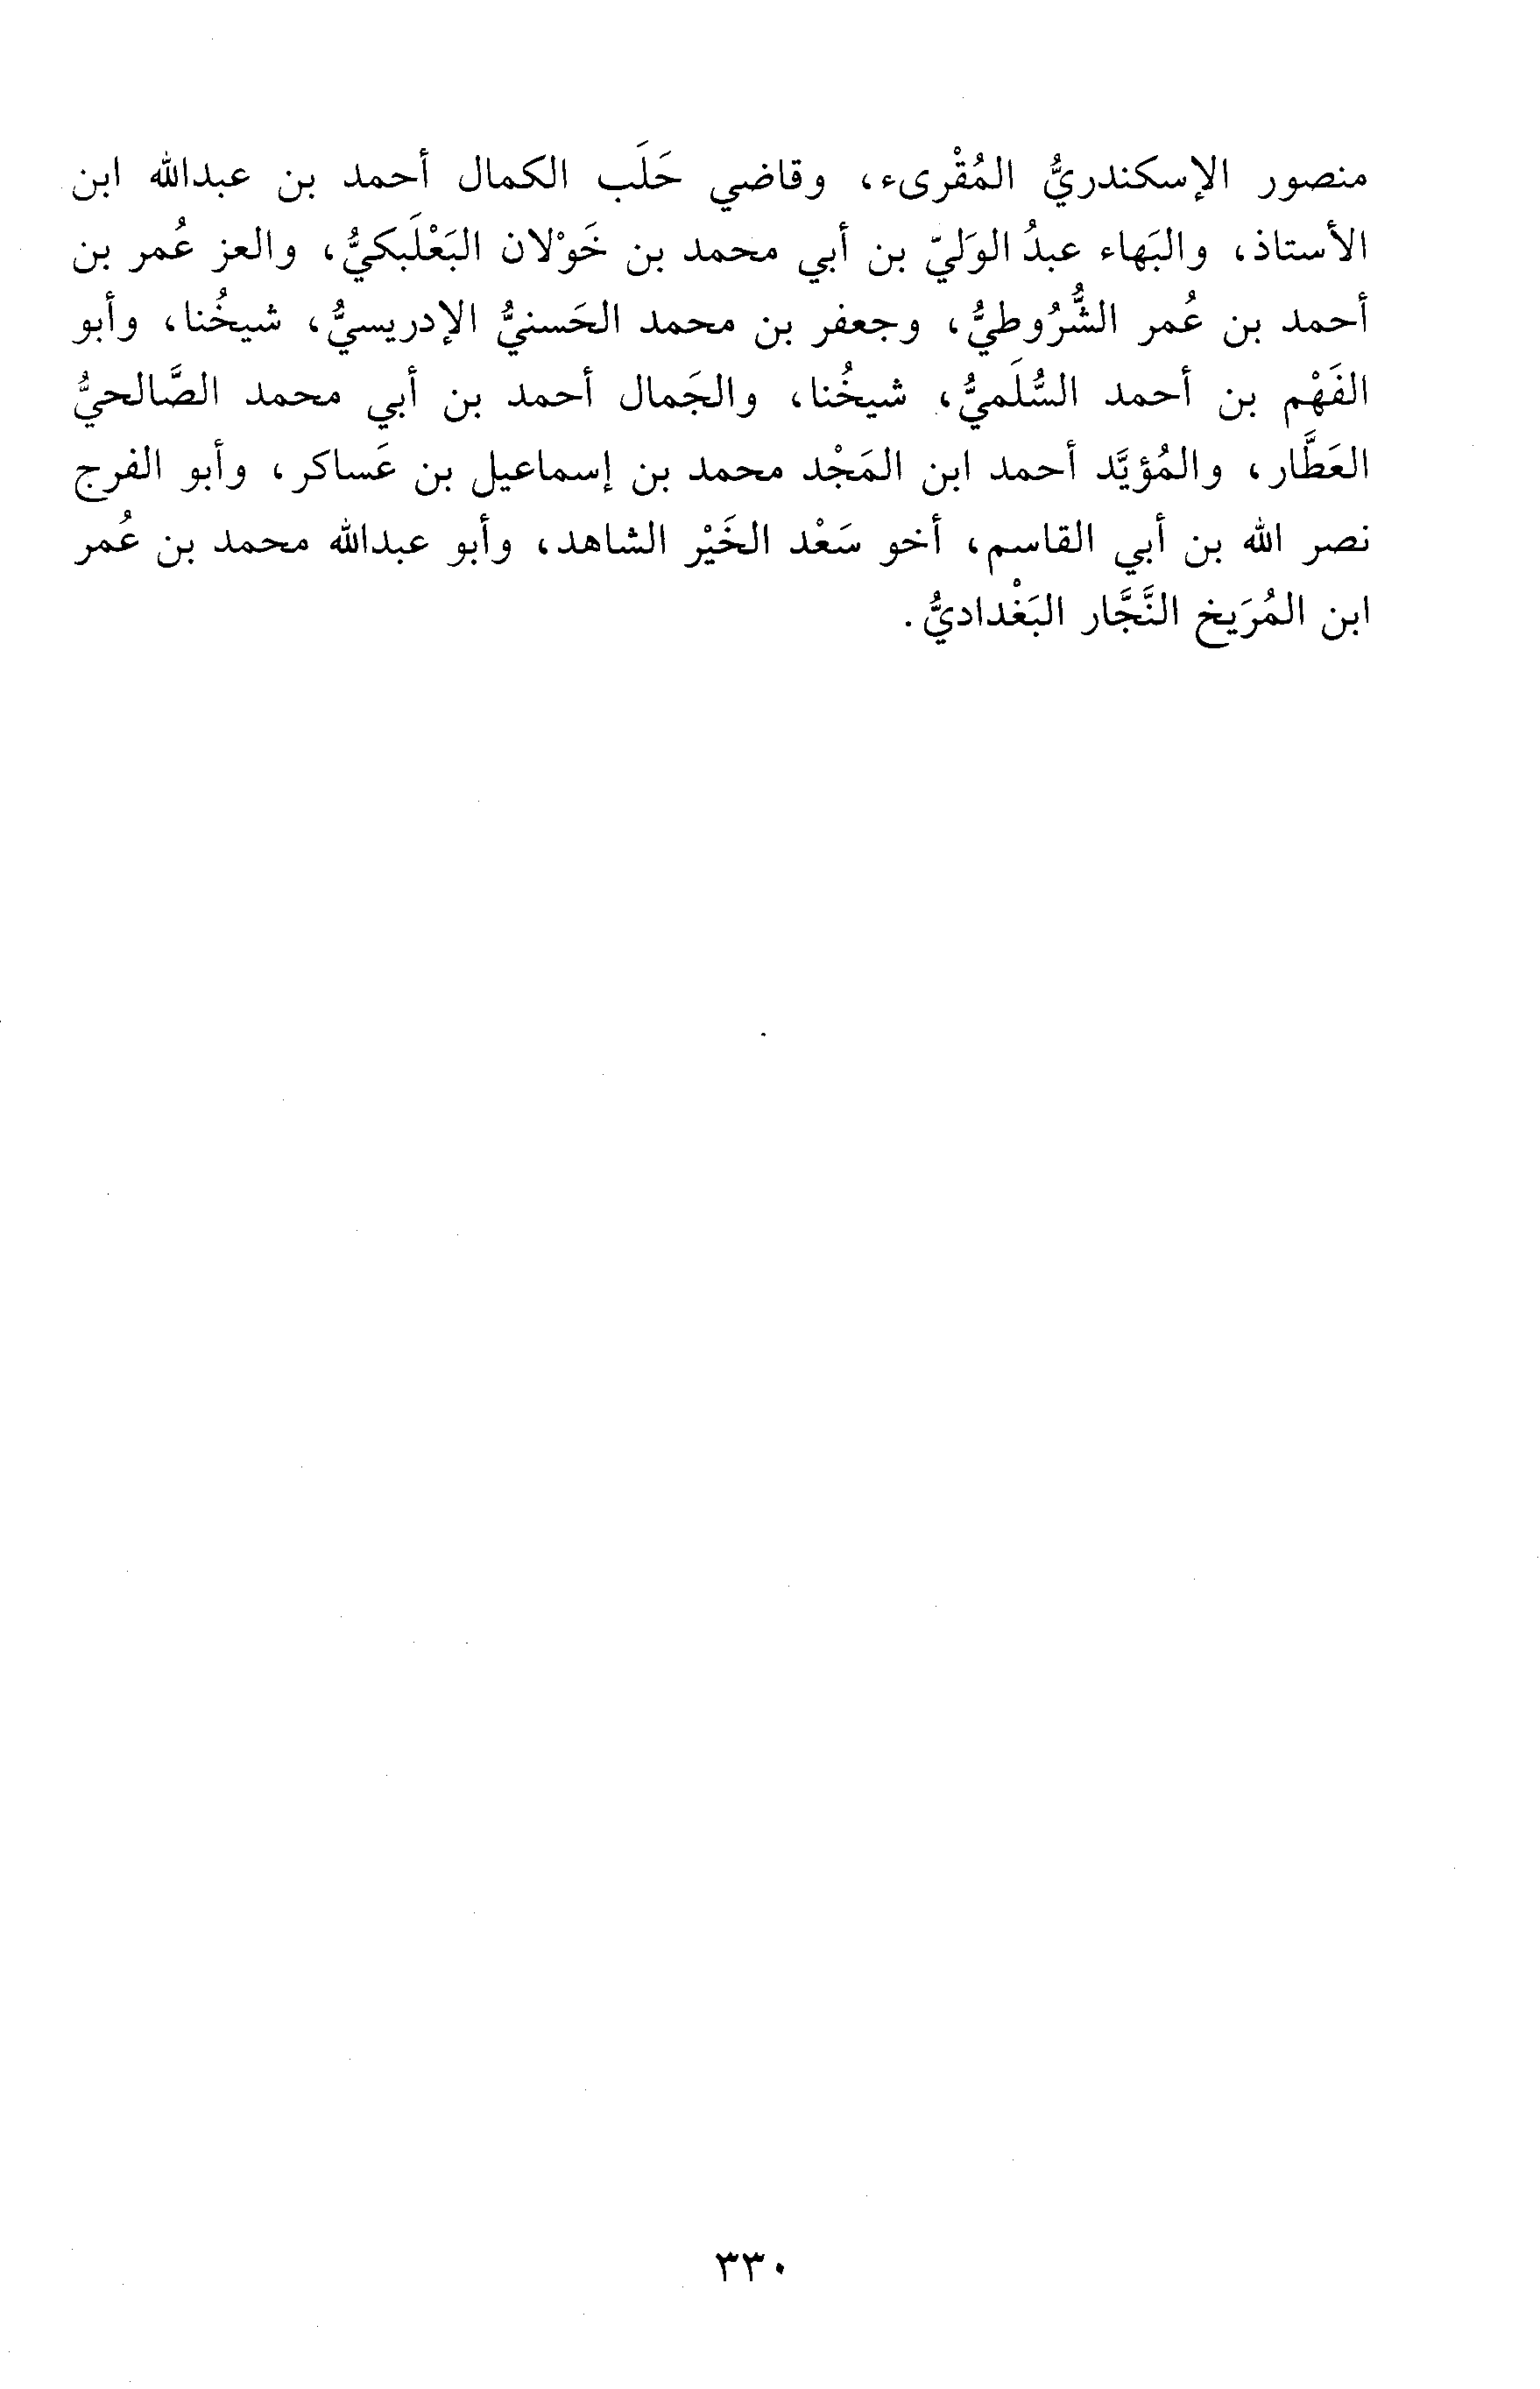 منصور الإسكندريُّ المُقْرىء، وقاضي حَلَب الكمال أحمد بن عبدالله ابن
الأستاذ، والبَهاء عبدُ الوَليّ بن أبي محمد بن خَوْلان البَعْلَبكيُّ، والعز عُمر بن
أحمد بن عُمر الشُّرُوطيُّ، وجعفر بن محمد الحَسنيُّ الإدريسيُّ، شيخُنا، وأبو
الفَهْم بن أحمد السُّلَميُّ، شيخُنا، والجَمال أحمد بن أبي محمد الصَّالحيُّ
العَطَّار، والمُؤيَّد أحمد ابن المَجْد محمد بن إسماعيل بن عَساكر، وأبو الفرج
نصر الله بن أبي القاسم، أخو سَعْد الخَيْر الشاهد، وأبو عبدالله محمد بن عُمر
ابن المُرَيخ النَّجَّار البَغْداديُّ.
٣٣٠